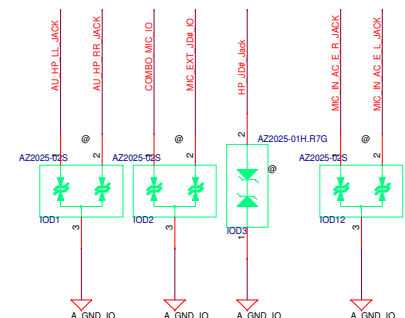 AU_HP_LL_JACK
AU_HP_RR_JACK
COMBO_MIC_IO
MIC_EXT_JD#_IO
HP_JD#_Jack
MIC_IN_AC_E_R_JACK
MIC_IN_AC_E_L_JACK
@
@
2
AZ2025-01H.R7G
@
AZ2025-02S
1
2
AZ2025-02S
1
2
@
AZ2025-02S
1
2
IOD1
IOD2
IOD3
IOD12
3
3
1
3
A_GND_IO
A_GND_IO
A_GND_IO
A_GND_IO